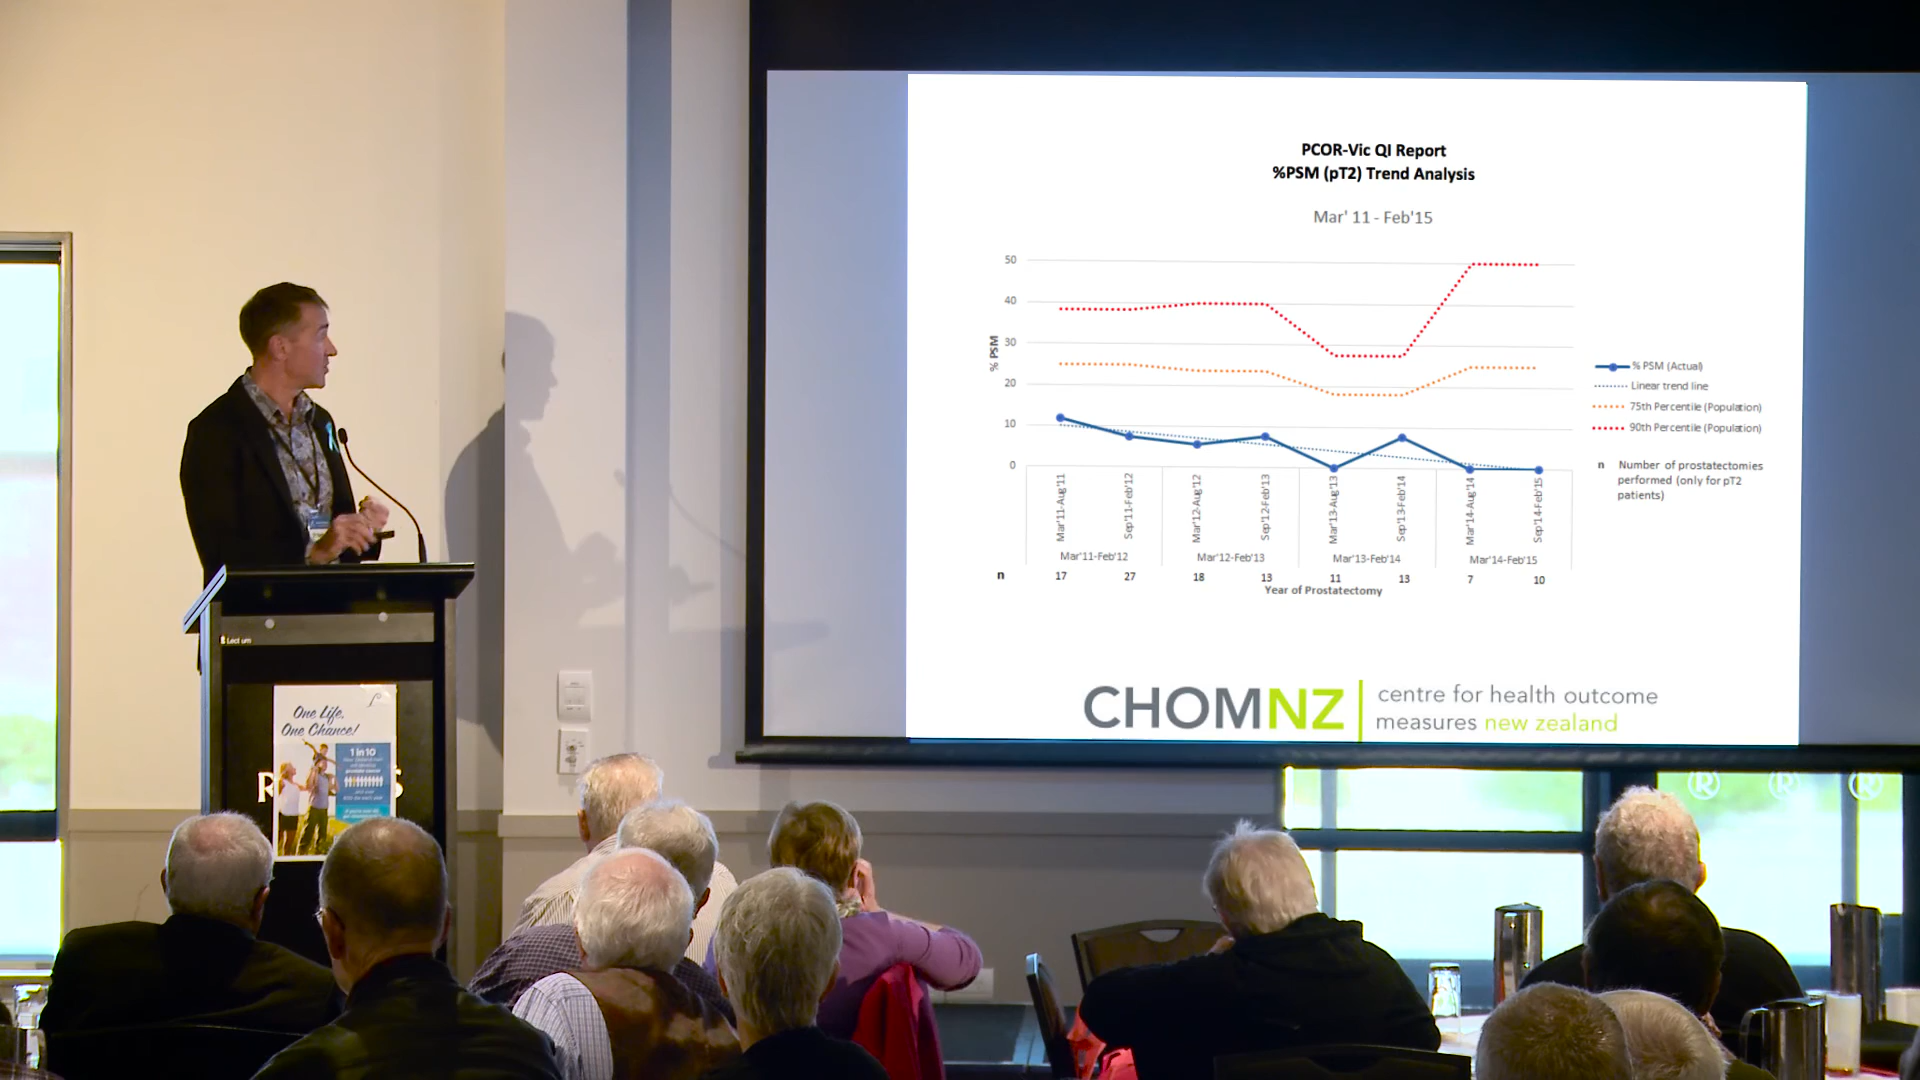 PCOR-Vic QI Report
%PSM (pT2) Trend Analysis
Mar' 11 - Feb'15
50
40
30
20
10
0
% PSM
% PSM (Actual)
Linear trend line
75th Percentile (Population)
90th Percentile (Population)
n Number of prostatectomies
performed (only for pT2
patients)
Mar'11-Aug'11
Sep'11-Feb'12
Mar'12-Aug'12
Sep'12-Feb'13
Mar'13-Aug'13
Sep'13-Feb'14
Mar'14-Aug'14
Sep'14-Feb'15
Mar'11-Feb'12
Mar'12-Feb'13
Mar'13-Feb'14
Mar'14-Feb'15
n 17 27 18 13 11 13 7 10
Year of Prostatectomy
CHOMNZ
centre for health outcome
measures new zealand
Lectrum
One Life.
One Chance!
1 in 10
R S
® ® ®